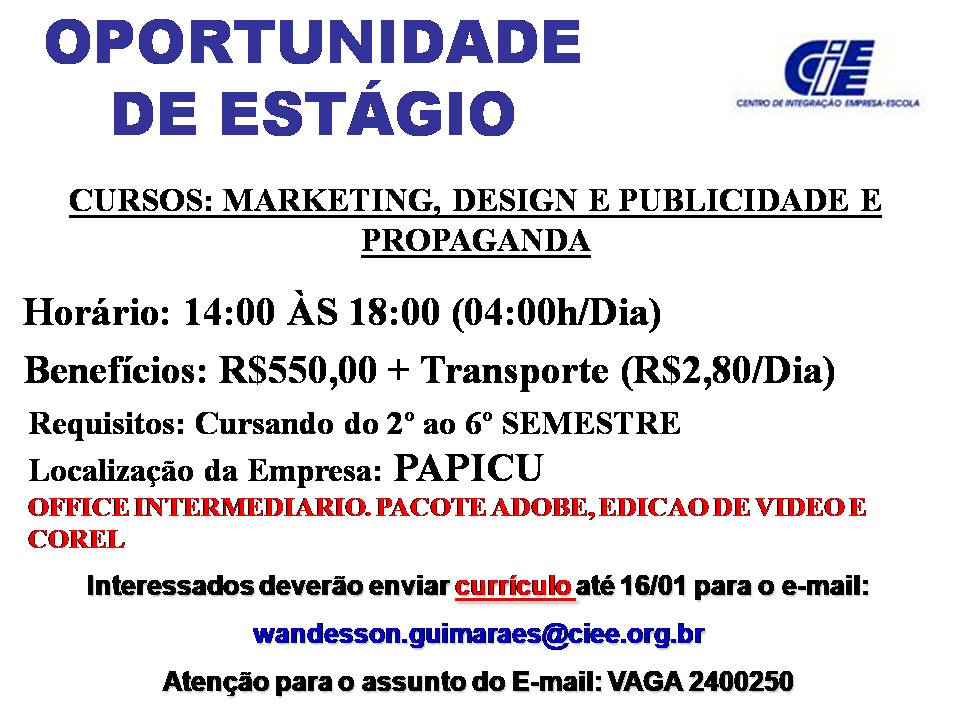 OPORTUNIDADE
DE ESTÁGIO
CIEE
CENTRO DE INTEGRAÇÃO EMPRESA-ESCOLA
CURSOS: MARKETING, DESIGN E PUBLICIDADE E
PROPAGANDA
Horário: 14:00 ÀS 18:00 (04:00h/Dia)
Benefícios: R$550,00 + Transporte (R$2,80/Dia)
Requisitos: Cursando do 2º ao 6º SEMESTRE
Localização da Empresa: PAPICU
OFFICE INTERMEDIARIO. PACOTE ADOBE, EDICAO DE VIDEO E
COREL
Interessados deverão enviar currículo até 16/01 para o e-mail:
wandesson.guimaraes@ciee.org.br
Atenção para o assunto do E-mail: VAGA 2400250